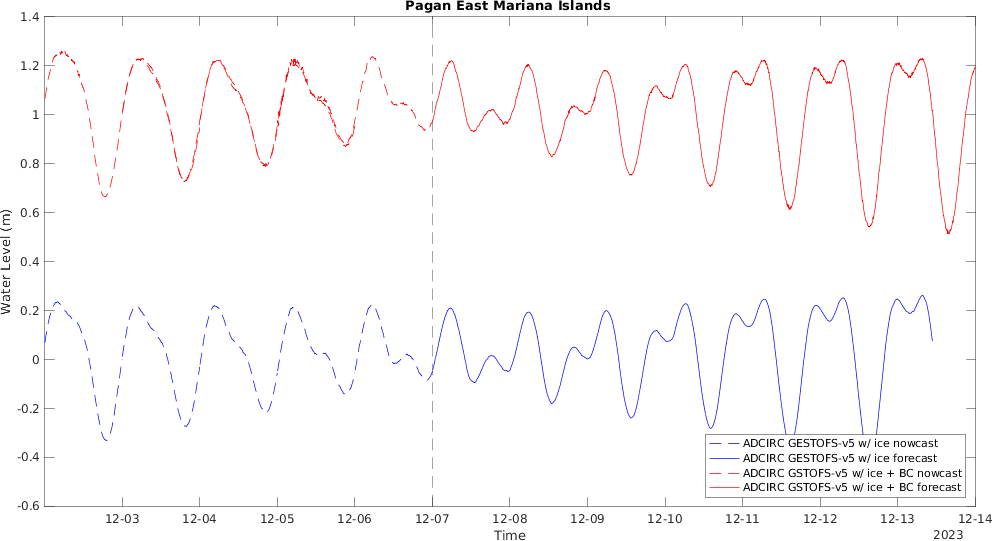 Pagan East Mariana Islands
1.4
1.2
1
0.8
0.6
0.4
0.2
0
-0.2
-0.4
-0.6
Water Level (m)
ADCIRC GESTOFS-v5 w/ ice nowcast
ADCIRC GESTOFS-v5 w/ ice forecast
ADCIRC GSTOFS-v5 w/ ice + BC nowcast
ADCIRC GSTOFS-v5 w/ ice + BC forecast
12-03 12-04 12-05 12-06 12-07 12-08 12-09 12-10 12-11 12-12 12-13 12-14
Time
2023